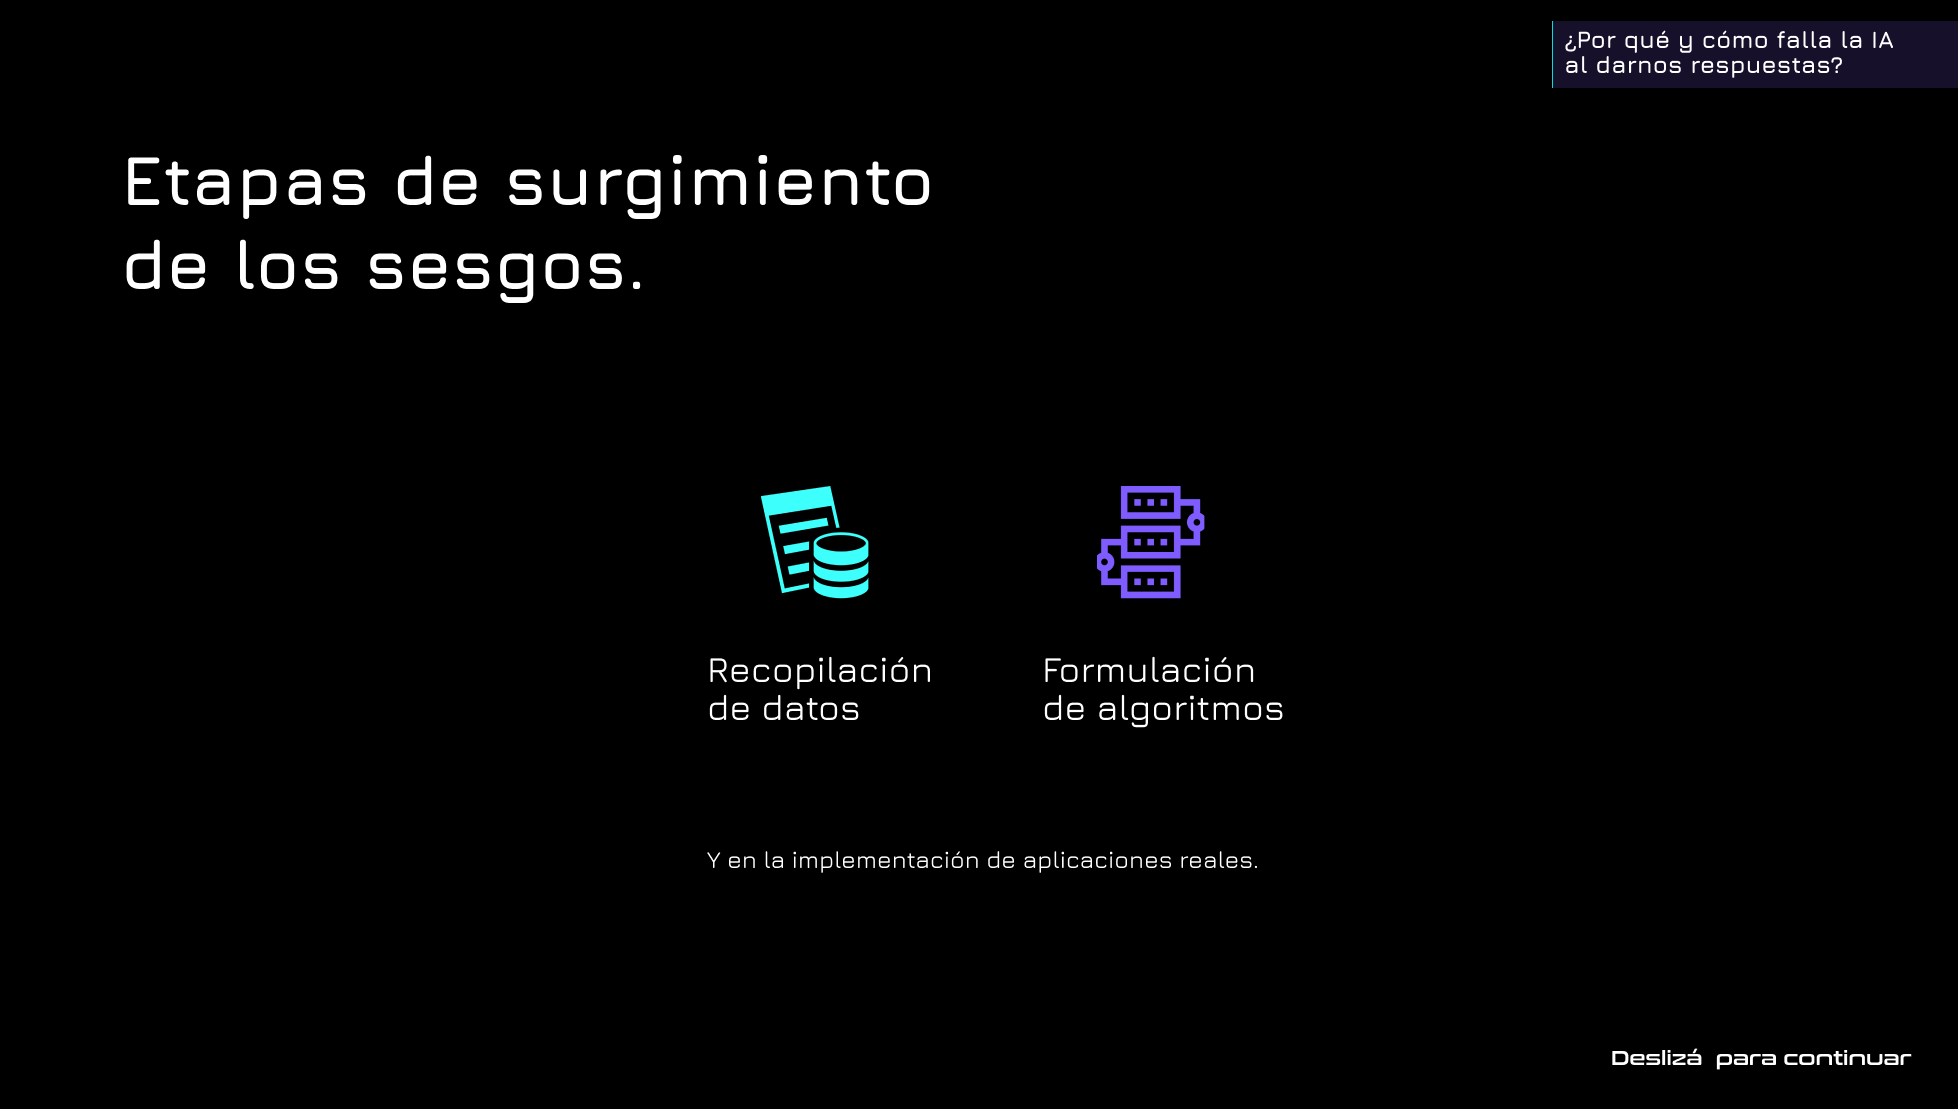 ¿Por qué y cómo falla la IA
al darnos respuestas?
Etapas de surgimiento
de los sesgos.
Recopilación
de datos
Formulación
de algoritmos
Y en la implementación de aplicaciones reales.
Deslizá para continuar